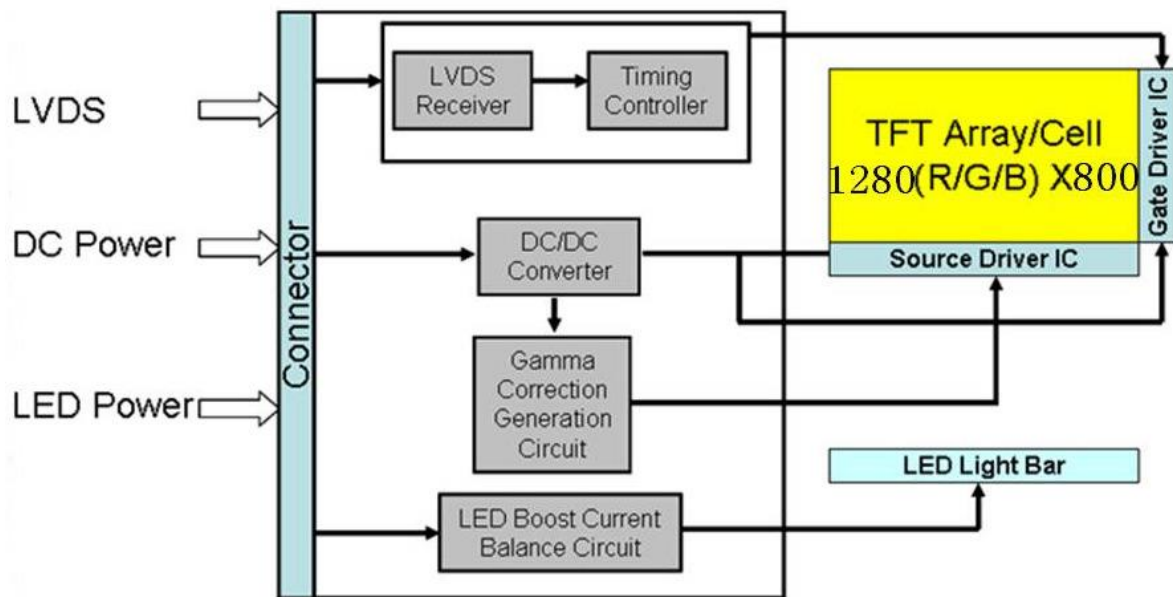 LVDS
DC Power
LED Power
Connector
LVDS
Receiver
Timing
Controller
DC/DC
Converter
Gamma
Correction
Generation
Circuit
LED Boost Current
Balance Circuit
TFT Array/Cell
1280(R/G/B) X800
Gate Driver IC
Source Driver IC
LED Light Bar